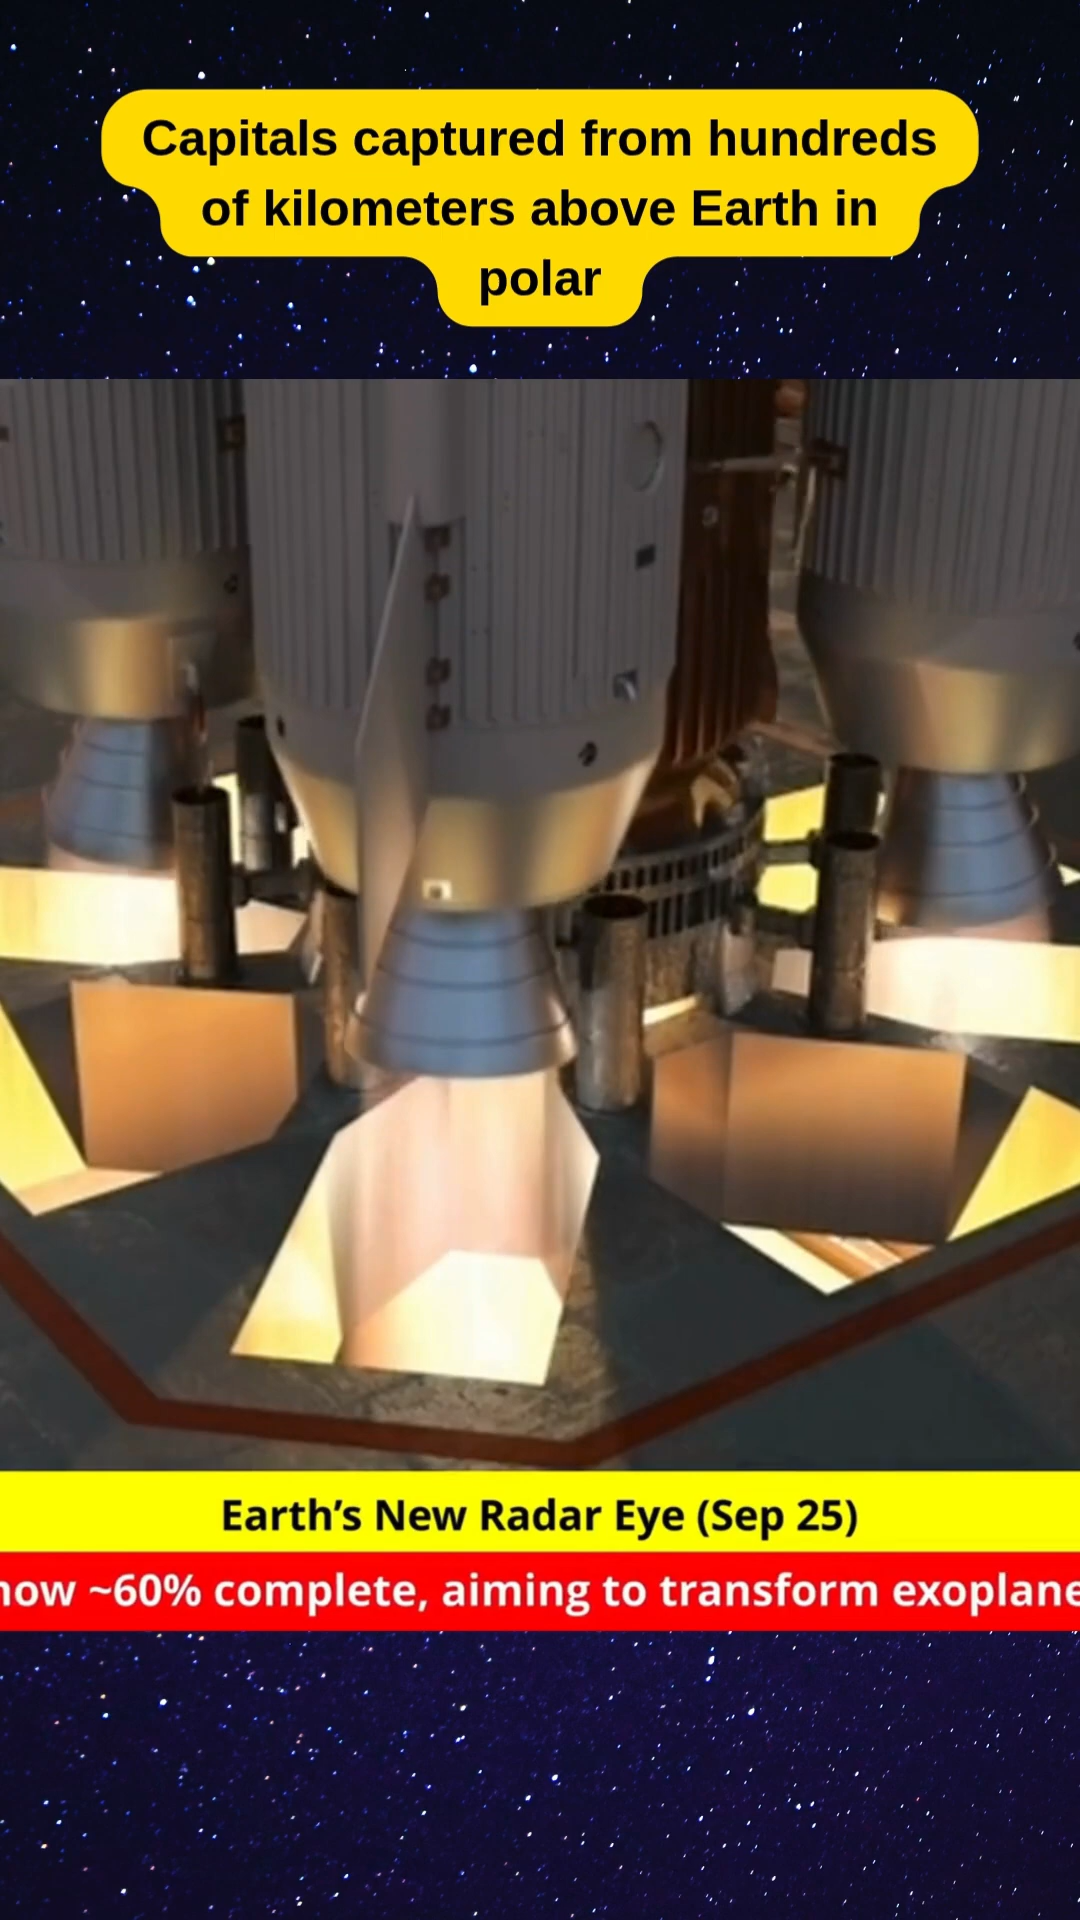 Capitals captured from hundreds
of kilometers above Earth in
polar
Earth's New Radar Eye (Sep 25)
now ~60% complete, aiming to transform